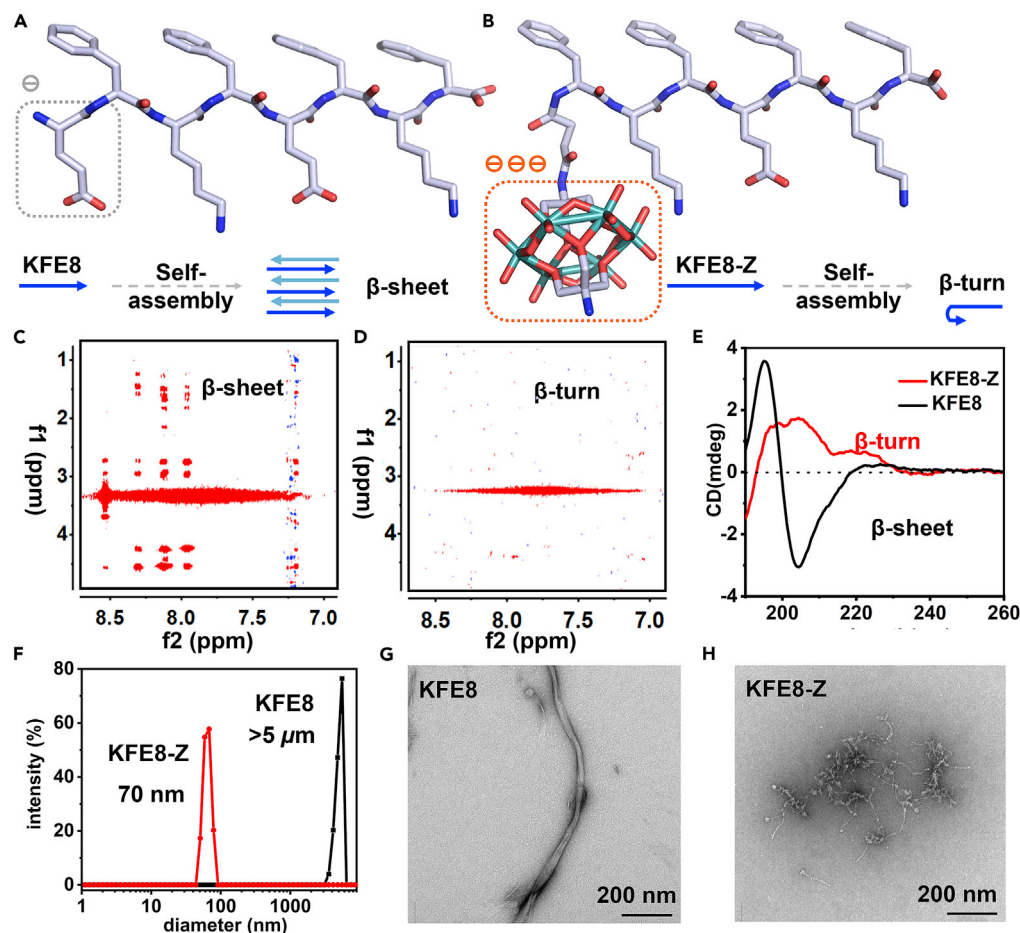 A
B
⊖
⊖⊖⊖
KFE8
Self-
assembly
β-sheet
KFE8-Z
Self-
assembly
β-turn
C
1
2
3
4
f1 (ppm)
β-sheet
8.5
8.0
7.5
7.0
f2 (ppm)
D
1
2
3
4
f1 (ppm)
β-turn
8.5
8.0
7.5
7.0
f2 (ppm)
E
4
2
0
-2
-4
CD(mdeg)
KFE8-Z
KFE8
β-turn
β-sheet
200
220
240
260
F
80
60
40
20
0
intensity (%)
KFE8
>5 μm
KFE8-Z
70 nm
1
10
100
1000
diameter (nm)
G
KFE8
200 nm
H
KFE8-Z
200 nm